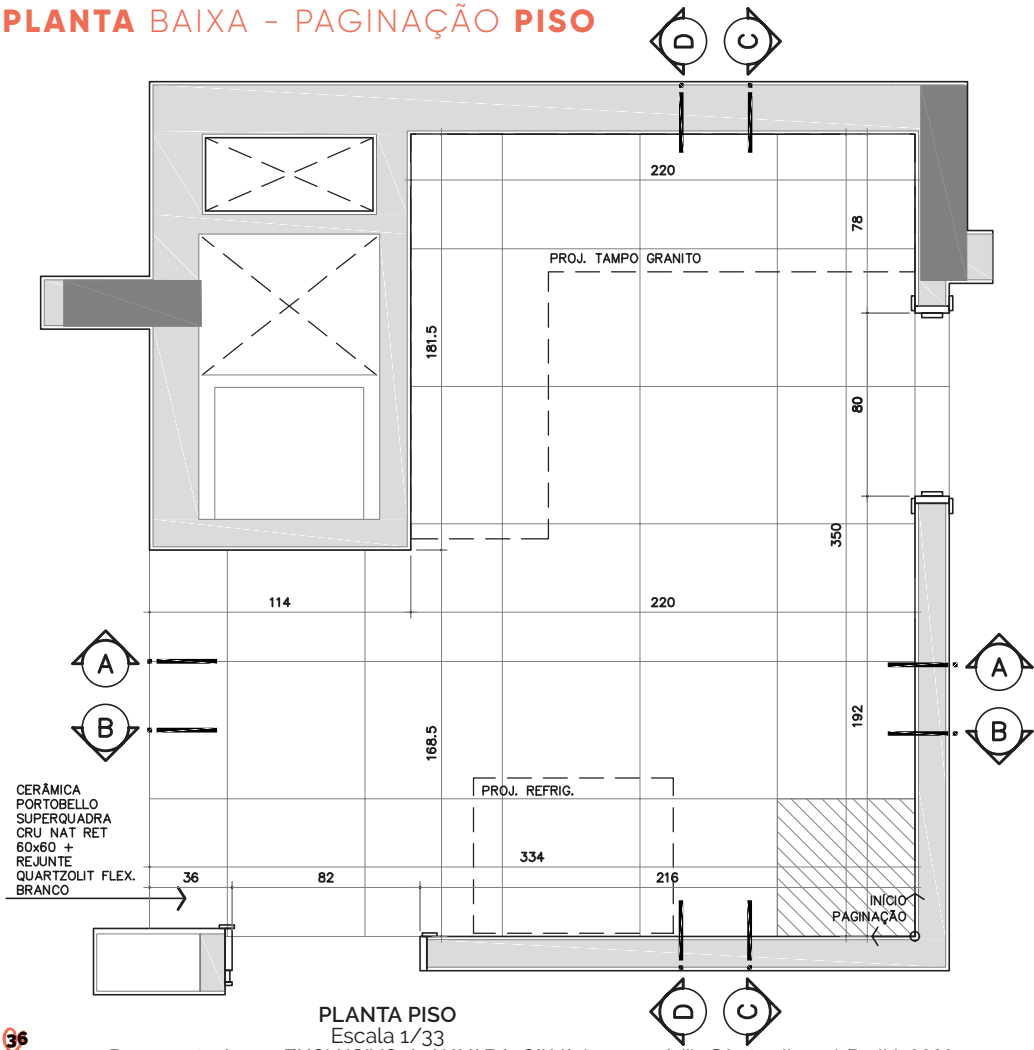 PLANTA BAIXA - PAGINAÇÃO PISO
D
C
220
78
PROJ. TAMPO GRANITO
181.5
80
350
114
220
A
A
B
B
192
168.5
CERÂMICA
PORTOBELLO
SUPERQUADRA
CRU NAT RET
60x60 +
REJUNTE
QUARTZOLIT FLEX.
BRANCO
PROJ. REFRIG.
334
36
82
216
INÍCIO
PAGINAÇÃO
D
C
PLANTA PISO
Escala 1/33
36